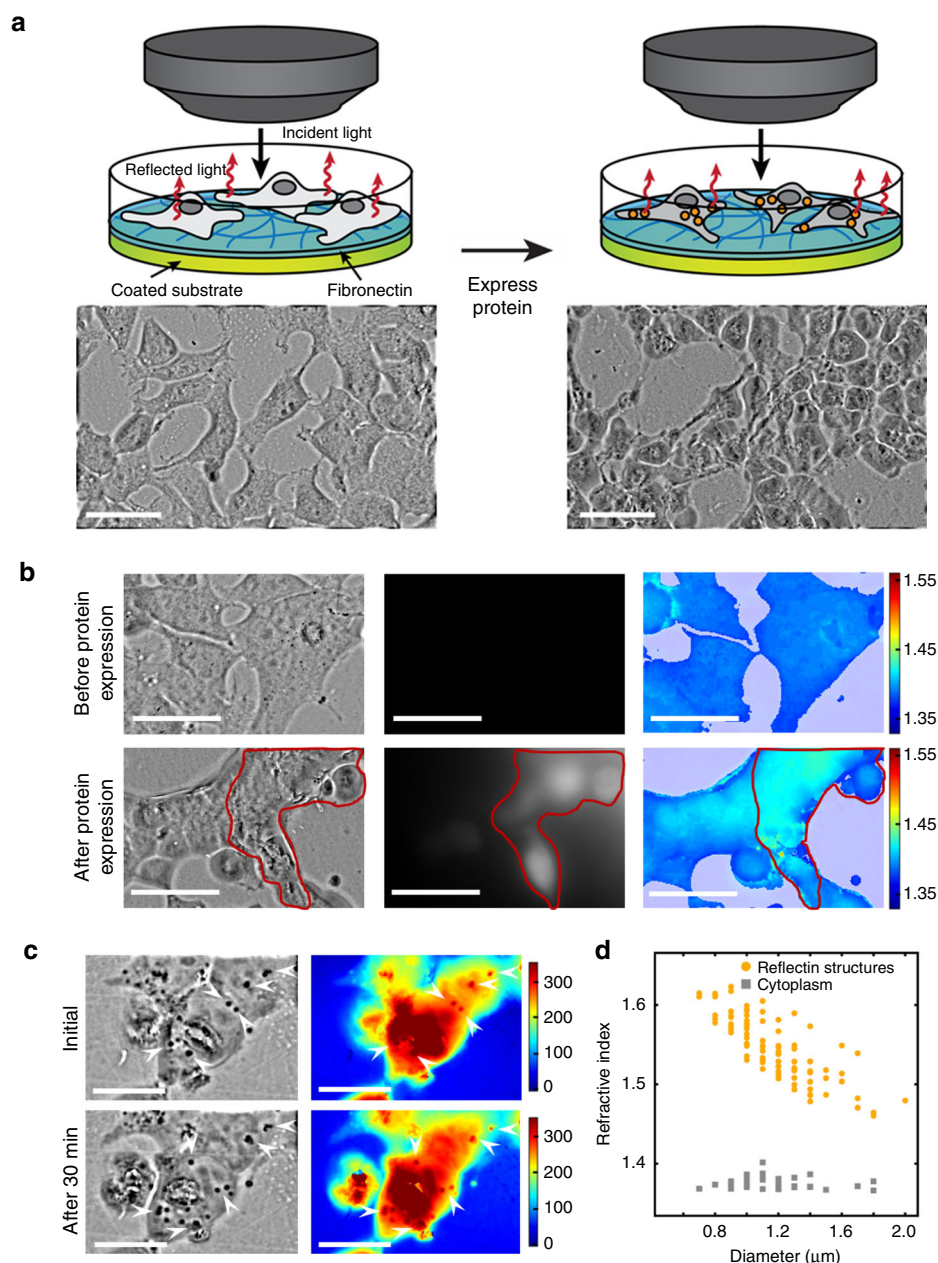 a
Incident light
Reflected light
Coated substrate
Fibronectin
Express
protein
b
Before protein
expression
1.55
1.45
1.35
After protein
expression
1.55
1.45
1.35
c
Initial
300
200
100
0
After 30 min
300
200
100
0
d
Reflectin structures
Cytoplasm
Refractive index
1.6
1.5
1.4
0.8
1.2
1.6
2.0
Diameter (μm)